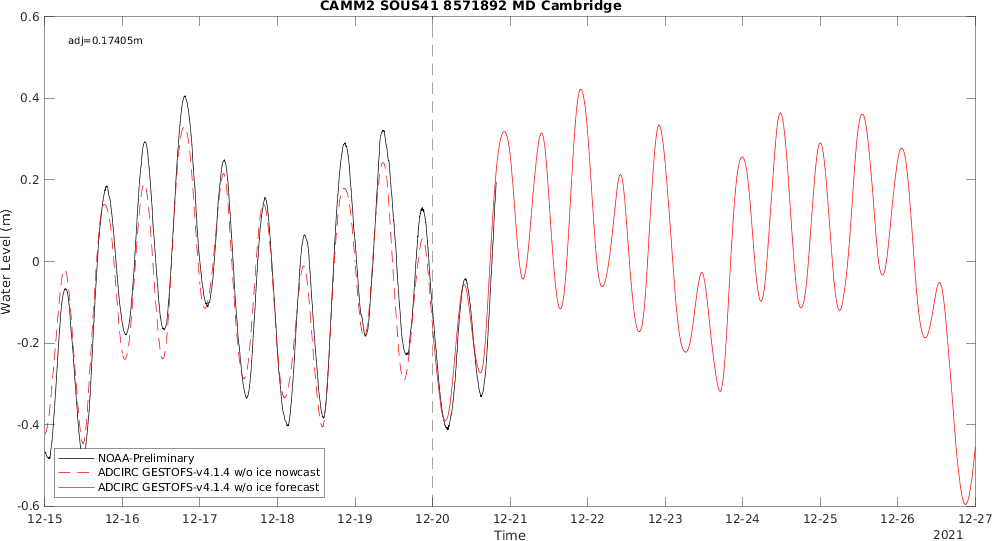 CAMM2 SOUS41 8571892 MD Cambridge
adj=0.17405m
0.6
0.4
0.2
0
-0.2
-0.4
-0.6
Water Level (m)
NOAA-Preliminary
ADCIRC GESTOFS-v4.1.4 w/o ice nowcast
ADCIRC GESTOFS-v4.1.4 w/o ice forecast
12-15 12-16 12-17 12-18 12-19 12-20 12-21 12-22 12-23 12-24 12-25 12-26 12-27
Time
2021